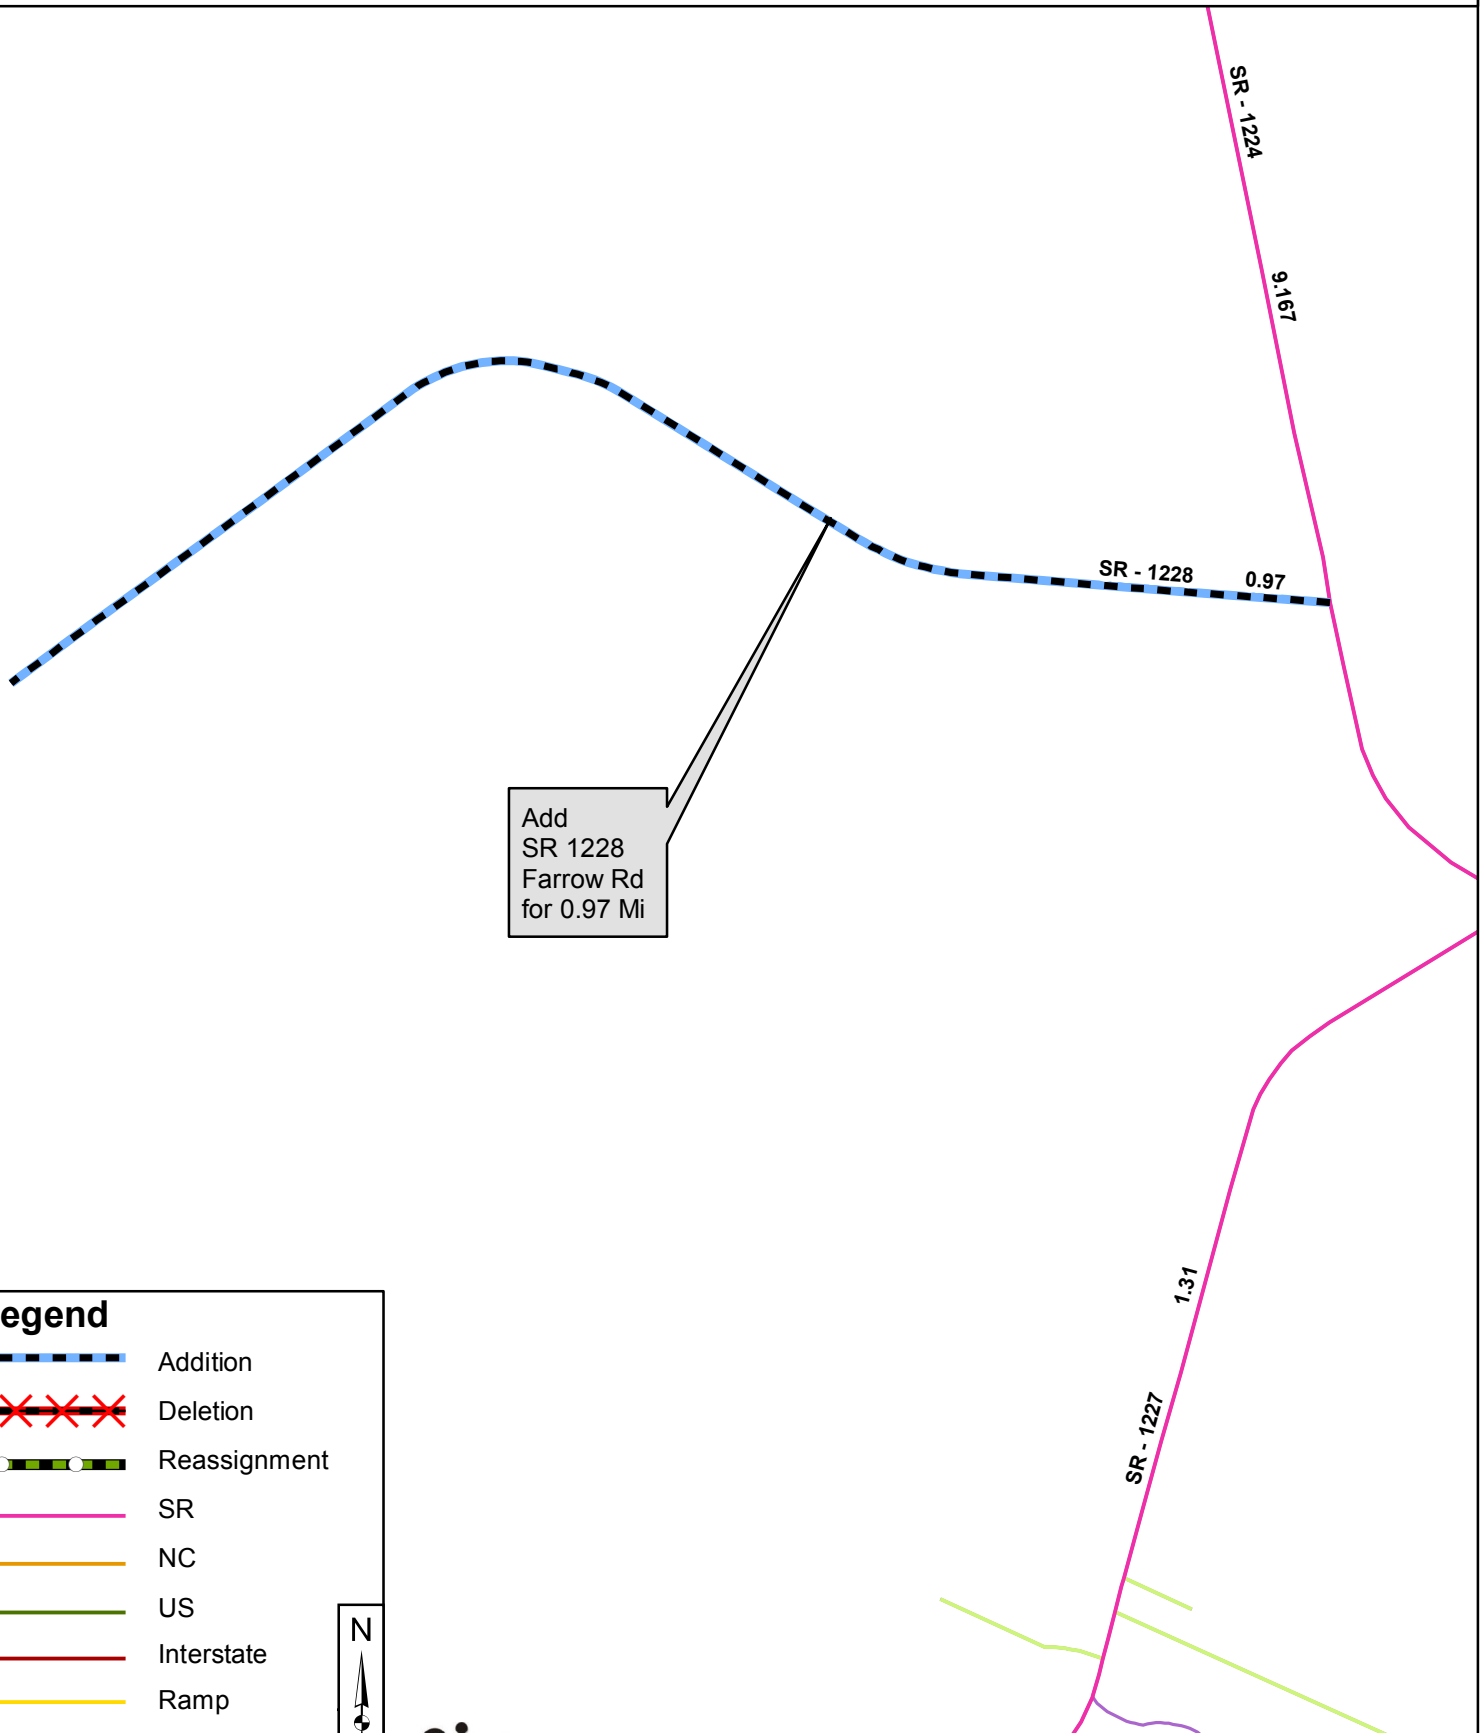 SR - 1224
9.167
SR - 1228
0.97
Add
SR 1228
Farrow Rd
for 0.97 Mi
1.31
SR - 1227
egend
Addition
Deletion
Reassignment
SR
NC
US
Interstate
Ramp
N